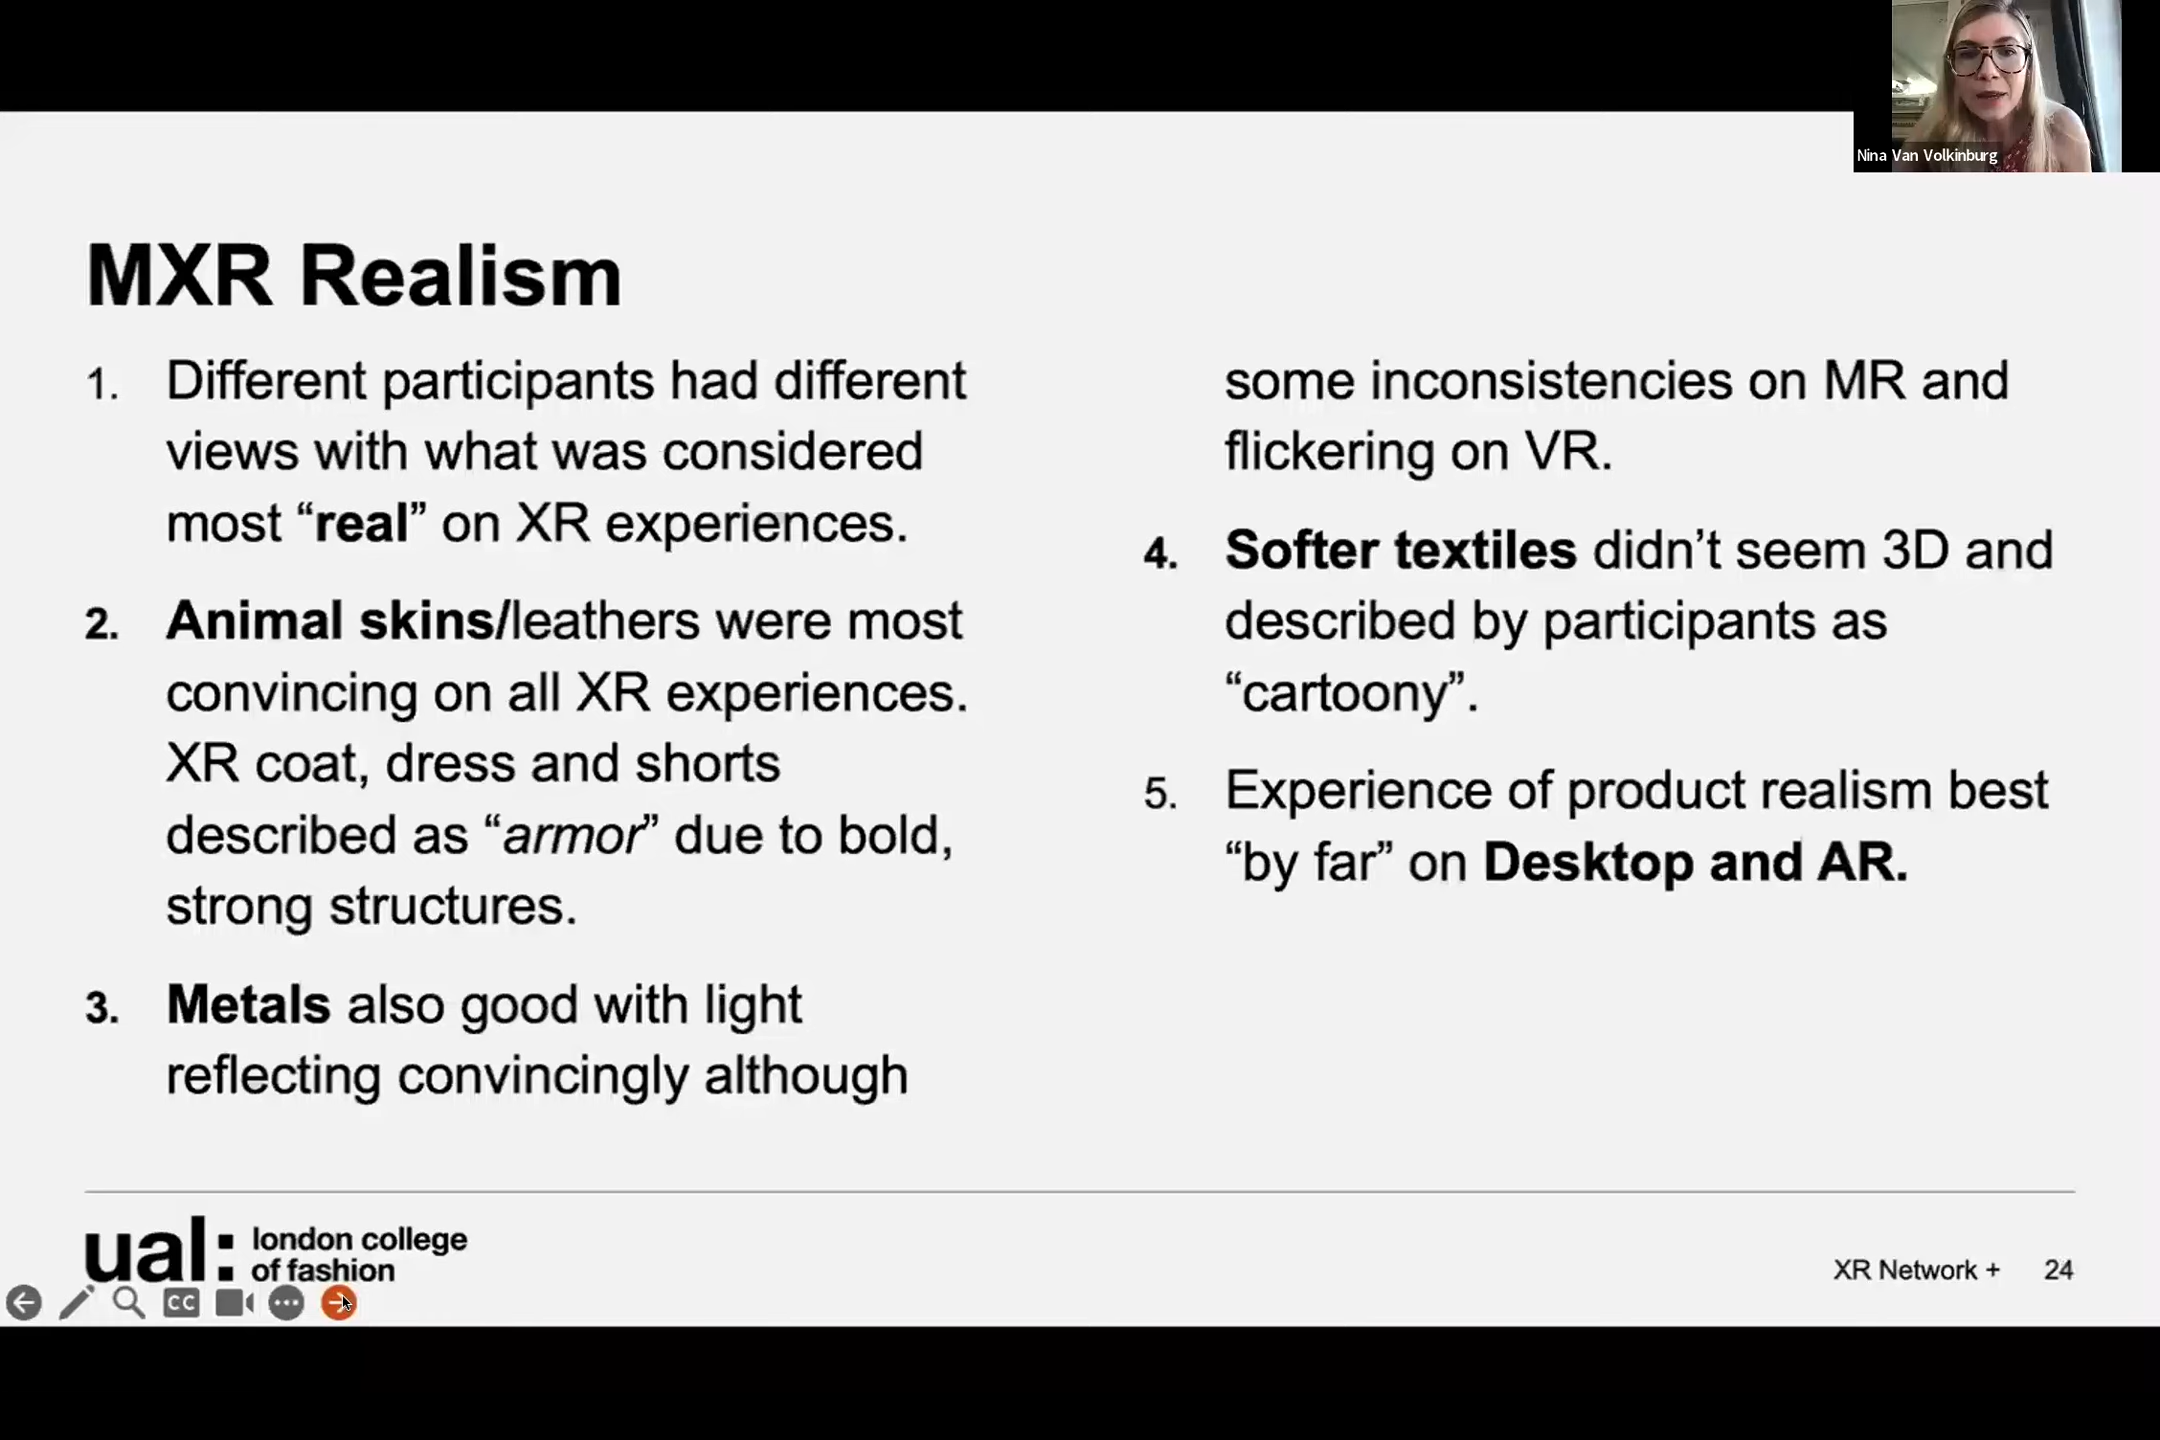 Nina Van Volkinburg
MXR Realism
1. Different participants had different
views with what was considered
most “real” on XR experiences.
2. Animal skins/leathers were most
convincing on all XR experiences.
XR coat, dress and shorts
described as “armor” due to bold,
strong structures.
3. Metals also good with light
reflecting convincingly although
some inconsistencies on MR and
flickering on VR.
4. Softer textiles didn’t seem 3D and
described by participants as
“cartoony”.
5. Experience of product realism best
“by far” on Desktop and AR.
ual: london college
of fashion
XR Network + 24
CC